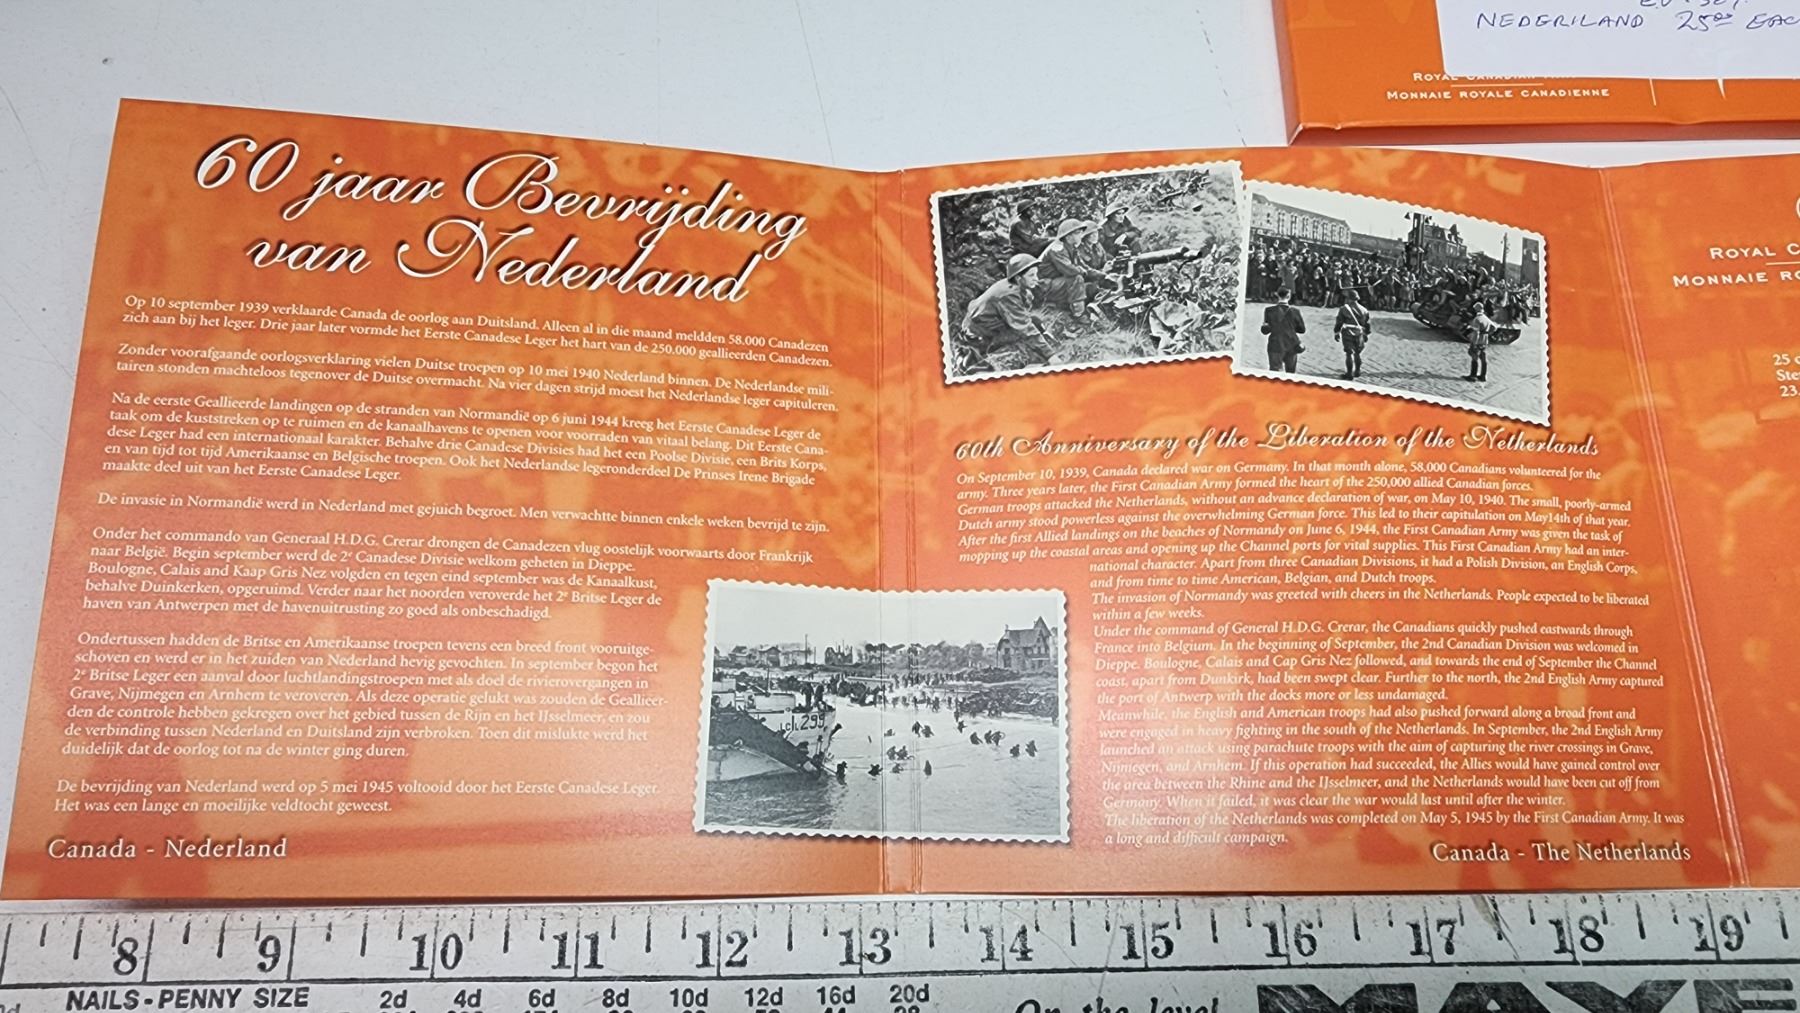 NEDERILAND 25⁰⁰ EAC
MONNAIE ROYALE CANADIENNE
60 jaar Bevrijding
van Nederland
Op 10 september 1939 verklaarde Canada de oorlog aan Duitsland. Alleen al in die maand meldden 58.000 Canadezen
zich aan bij het leger. Drie jaar later vormde het Eerste Canadese Leger het hart van de 250.000 geallieerden Canadezen.
Zonder voorafgaande oorlogsverklaring vielen Duitse troepen op 10 mei 1940 Nederland binnen. De Nederlandse mili-
tairen stonden machteloos tegenover de Duitse overmacht. Na vier dagen strijd moest het Nederlandse leger capituleren.
Na de eerste Geallieerde landingen op de stranden van Normandië op 6 juni 1944 kreeg het Eerste Canadese Leger de
taak om de kuststreken op te ruimen en de kanaalhavens te openen voor voorraden van vitaal belang. Dit Eerste Cana-
dese Leger had een internationaal karakter. Behalve drie Canadese Divisies had het een Poolse Divisie, een Brits Korps,
en van tijd tot tijd Amerikaanse en Belgische troepen. Ook het Nederlandse legeronderdeel De Prinses Irene Brigade
maakte deel uit van het Eerste Canadese Leger.
De invasie in Normandië werd in Nederland met gejuich begroet. Men verwachtte binnen enkele weken bevrijd te zijn.
Onder het commando van Generaal H.D.G. Crerar drongen de Canadezen vlug oostelijk voorwaarts door Frankrijk
naar België. Begin september werd de 2ᵉ Canadese Divisie welkom geheten in Dieppe.
Boulogne, Calais and Kaap Gris Nez volgden en tegen eind september was de Kanaalkust,
behalve Duinkerken, opgeruimd. Verder naar het noorden veroverde het 2ᵉ Britse Leger de
haven van Antwerpen met de havenuitrusting zo goed als onbeschadigd.
Ondertussen hadden de Britse en Amerikaanse troepen tevens een breed front vooruitge-
schoven en werd er in het zuiden van Nederland hevig gevochten. In september begon het
2ᵉ Britse Leger een aanval door luchtlandingstroepen met als doel de rivierovergangen in
Grave, Nijmegen en Arnhem te veroveren. Als deze operatie gelukt was zouden de Geallieer-
den de controle hebben gekregen over het gebied tussen de Rijn en het IJsselmeer, en zou
de verbinding tussen Nederland en Duitsland zijn verbroken. Toen dit mislukte werd het
duidelijk dat de oorlog tot na de winter ging duren.
De bevrijding van Nederland werd op 5 mei 1945 voltooid door het Eerste Canadese Leger.
Het was een lange en moeilijke veldtocht geweest.
Canada - Nederland
299
60th Anniversary of the Liberation of the Netherlands
On September 10, 1939, Canada declared war on Germany. In that month alone, 58,000 Canadians volunteered for the
army. Three years later, the First Canadian Army formed the heart of the 250,000 allied Canadian forces.
German troops attacked the Netherlands, without an advance declaration of war, on May 10, 1940. The small, poorly-armed
Dutch army stood powerless against the overwhelming German force. This led to their capitulation on May14th of that year.
After the first Allied landings on the beaches of Normandy on June 6, 1944, the First Canadian Army was given the task of
mopping up the coastal areas and opening up the Channel ports for vital supplies. This First Canadian Army had an inter-
national character. Apart from three Canadian Divisions, it had a Polish Division, an English Corps,
and from time to time American, Belgian, and Dutch troops.
The invasion of Normandy was greeted with cheers in the Netherlands. People expected to be liberated
within a few weeks.
Under the command of General H.D.G. Crerar, the Canadians quickly pushed eastwards through
France into Belgium. In the beginning of September, the 2nd Canadian Division was welcomed in
Dieppe. Boulogne, Calais and Cap Gris Nez followed, and towards the end of September the Channel
coast, apart from Dunkirk, had been swept clear. Further to the north, the 2nd English Army captured
the port of Antwerp with the docks more or less undamaged.
Meanwhile, the English and American troops had also pushed forward along a broad front and
were engaged in heavy fighting in the south of the Netherlands. In September, the 2nd English Army
launched an attack using parachute troops with the aim of capturing the river crossings in Grave,
Nijmegen, and Arnhem. If this operation had succeeded, the Allies would have gained control over
the area between the Rhine and the IJsselmeer, and the Netherlands would have been cut off from
Germany. When it failed, it was clear the war would last until after the winter.
The liberation of the Netherlands was completed on May 5, 1945 by the First Canadian Army. It was
a long and difficult campaign.
Canada - The Netherlands
ROYAL C
MONNAIE RO
25
Ste
23.
8 9 10 11 12 13 14 15 16 17 18 19
NAILS-PENNY SIZE 2d 4d 6d 8d 10d 12d 16d 20d
On the level
MAYE